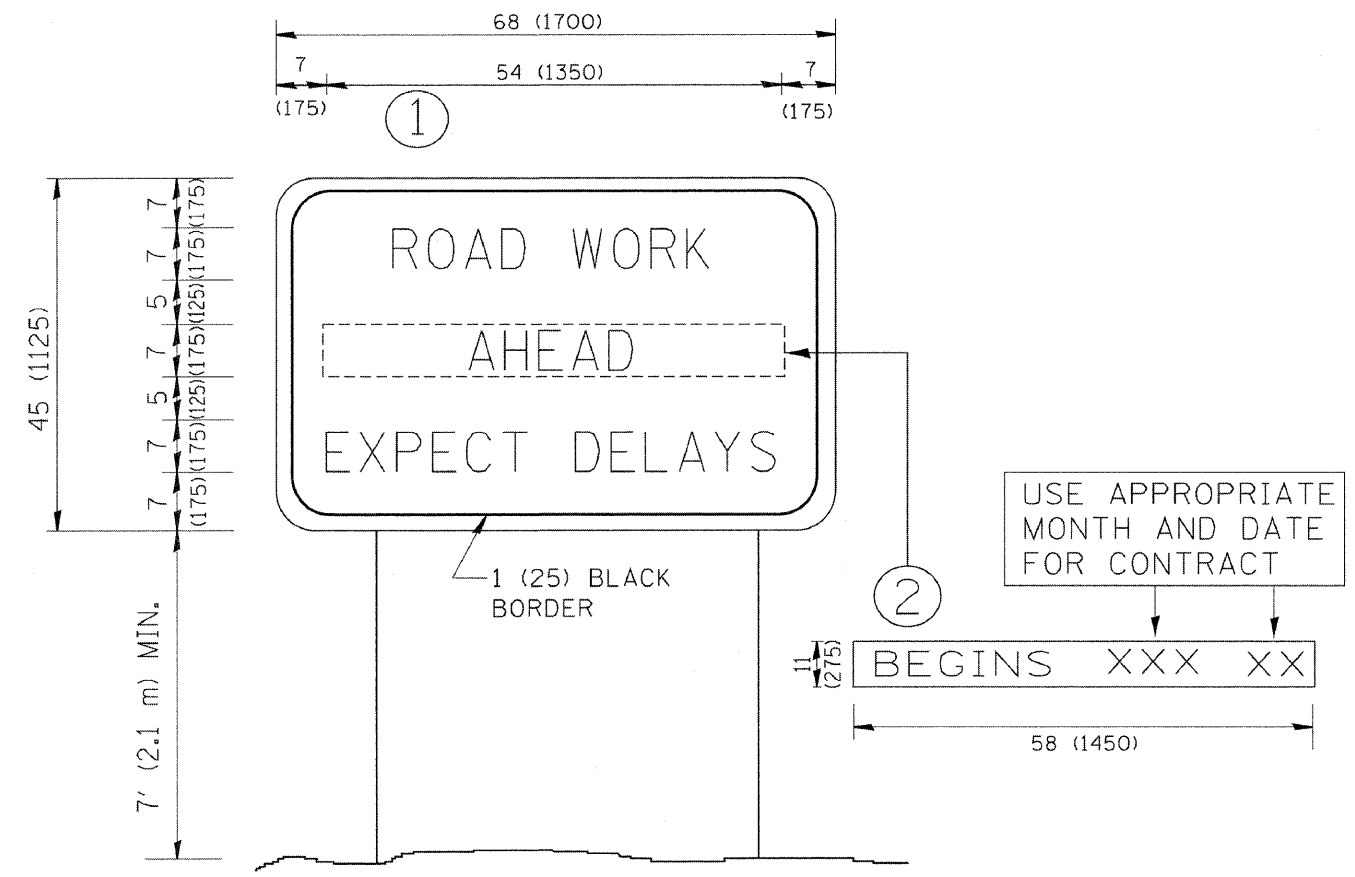 68 (1700)
7
54 (1350)
7
(175)
(175)
1
45 (1125)
7
(175)
7
(175)
5
(125)
7
(175)
5
(125)
7
(175)
7
(175)
ROAD WORK
AHEAD
EXPECT DELAYS
1 (25) BLACK
BORDER
7' (2.1 m) MIN.
USE APPROPRIATE
MONTH AND DATE
FOR CONTRACT
2
11
(275)
BEGINS XXX XX
58 (1450)